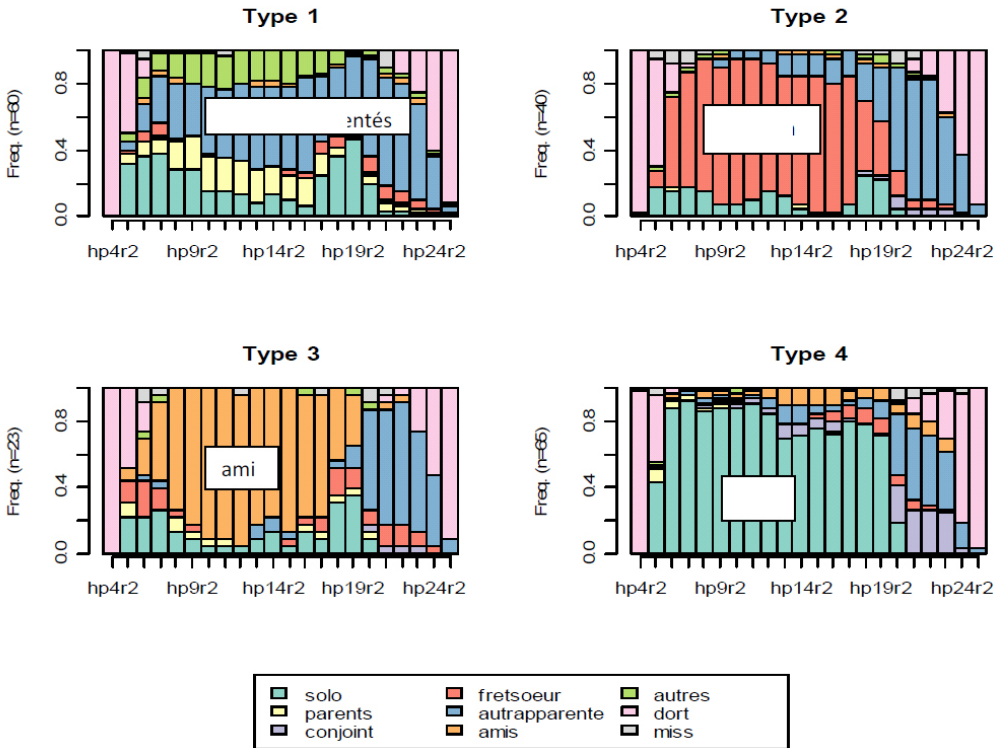 Type 1
Type 2
Freq. (n=60)
0.0 0.4 0.8
entés
hp4r2 hp9r2 hp14r2 hp19r2 hp24r2
Freq. (n=40)
0.0 0.4 0.8
hp4r2 hp9r2 hp14r2 hp19r2 hp24r2
Type 3
Type 4
Freq. (n=23)
0.0 0.4 0.8
ami
hp4r2 hp9r2 hp14r2 hp19r2 hp24r2
Freq. (n=65)
0.0 0.4 0.8
hp4r2 hp9r2 hp14r2 hp19r2 hp24r2
solo fretsoeur autres
parents autrapparente dort
conjoint amis miss